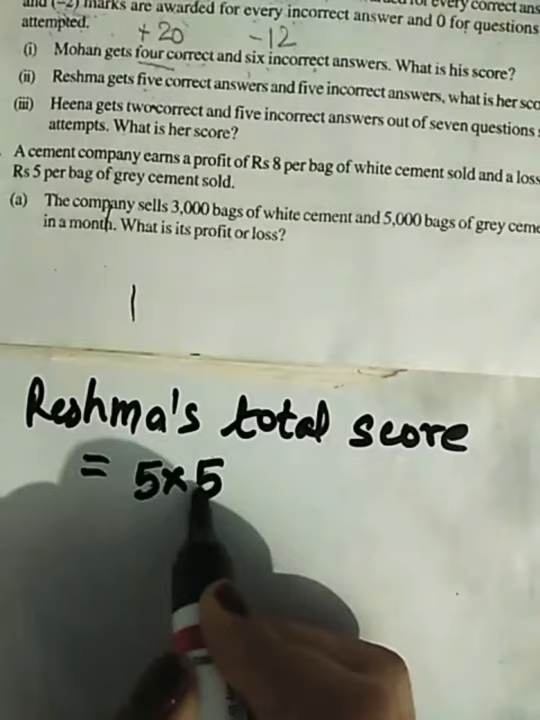 and (-2) marks are awarded for every incorrect answer and 0 for questions
attempted.
+20 -12
(i) Mohan gets four correct and six incorrect answers. What is his score?
(ii) Reshma gets five correct answers and five incorrect answers, what is her sco
(iii) Heena gets two correct and five incorrect answers out of seven questions
attempts. What is her score?
A cement company earns a profit of Rs 8 per bag of white cement sold and a loss
Rs 5 per bag of grey cement sold.
(a) The company sells 3,000 bags of white cement and 5,000 bags of grey ceme
in a month. What is its profit or loss?
Reshma's total score
= 5×5